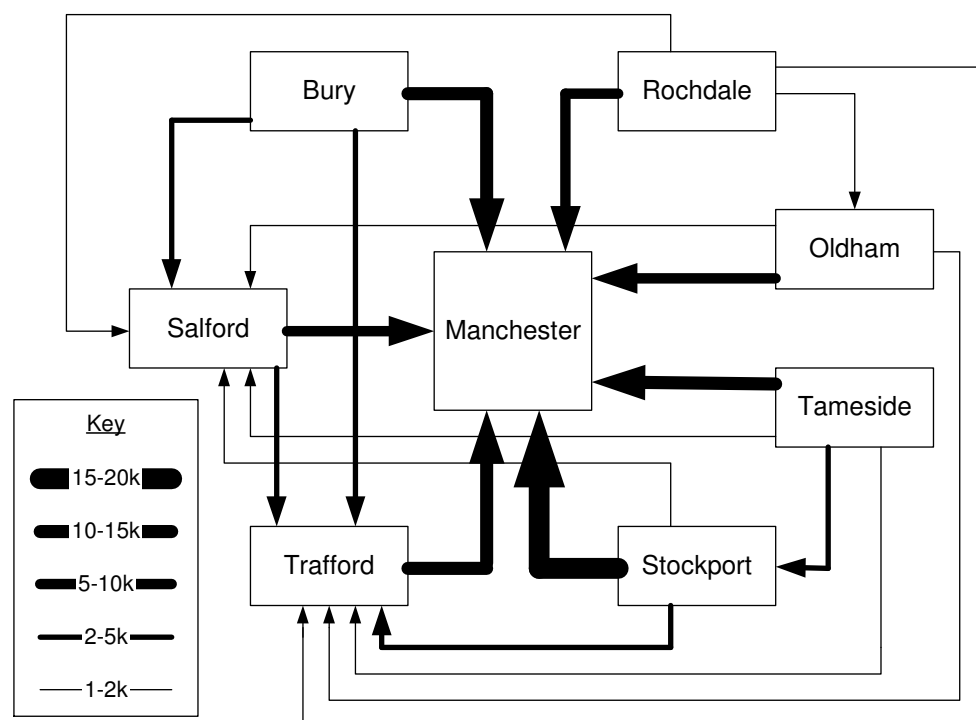 Bury
Rochdale
Oldham
Salford
Manchester
Tameside
Key
15-20k
10-15k
5-10k
2-5k
1-2k
Trafford
Stockport